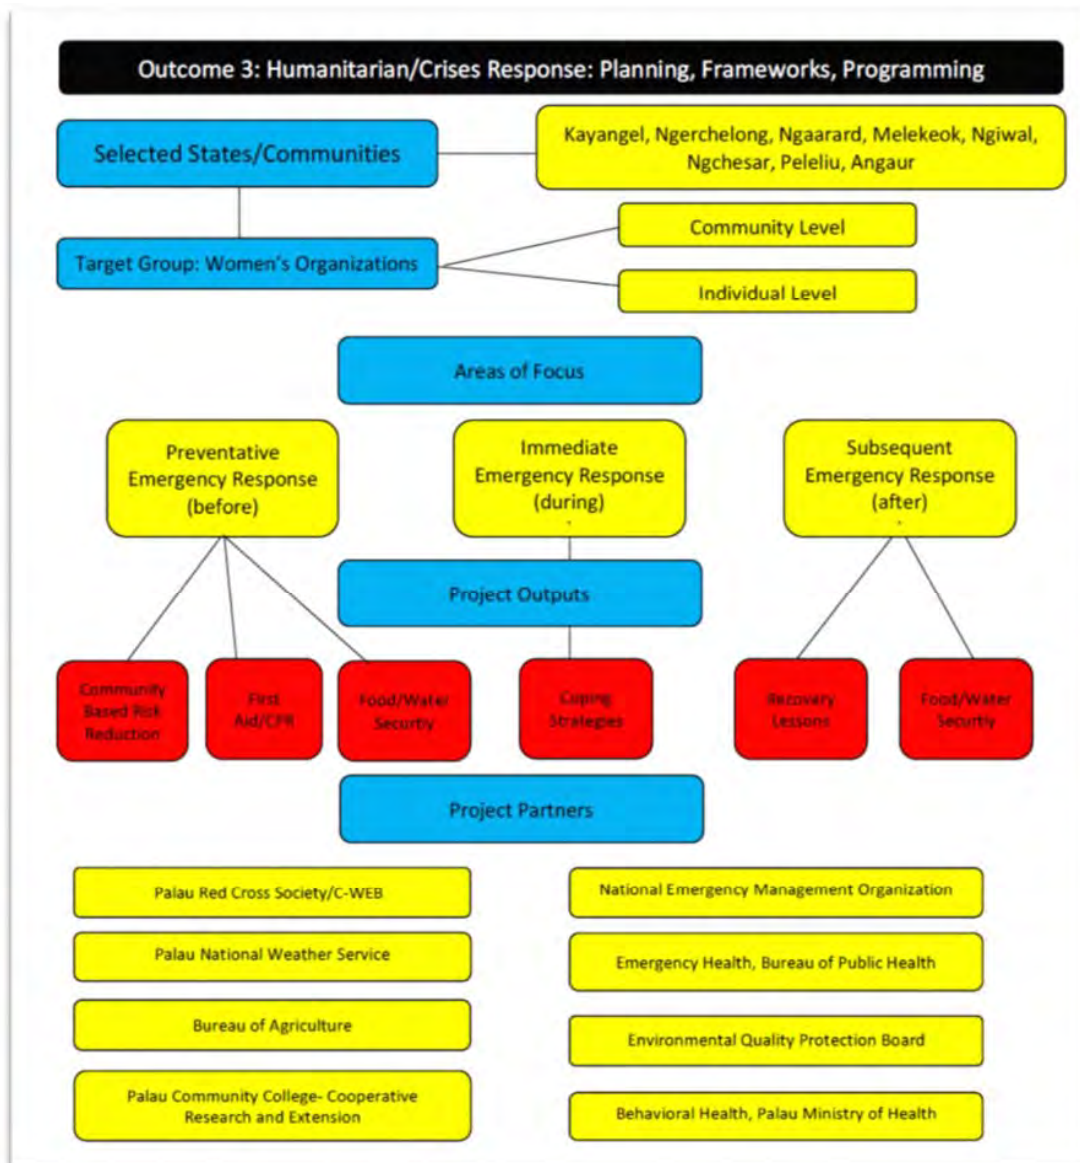 Outcome 3: Humanitarian/Crises Response: Planning, Frameworks, Programming
Selected States/Communities
Kayangel, Ngerchelong, Ngaarard, Melekeok, Ngiwal,
Ngchesar, Peleliu, Angaur
Target Group: Women's Organizations
Community Level
Individual Level
Areas of Focus
Preventative
Emergency Response
(before)
Immediate
Emergency Response
(during)
Subsequent
Emergency Response
(after)
Project Outputs
Community
Based Risk
Reduction
First
Aid/CPR
Food/Water
Securtiy
Coping
Strategies
Recovery
Lessons
Food/Water
Securtiy
Project Partners
Palau Red Cross Society/C-WEB
National Emergency Management Organization
Palau National Weather Service
Emergency Health, Bureau of Public Health
Bureau of Agriculture
Environmental Quality Protection Board
Palau Community College- Cooperative
Research and Extension
Behavioral Health, Palau Ministry of Health